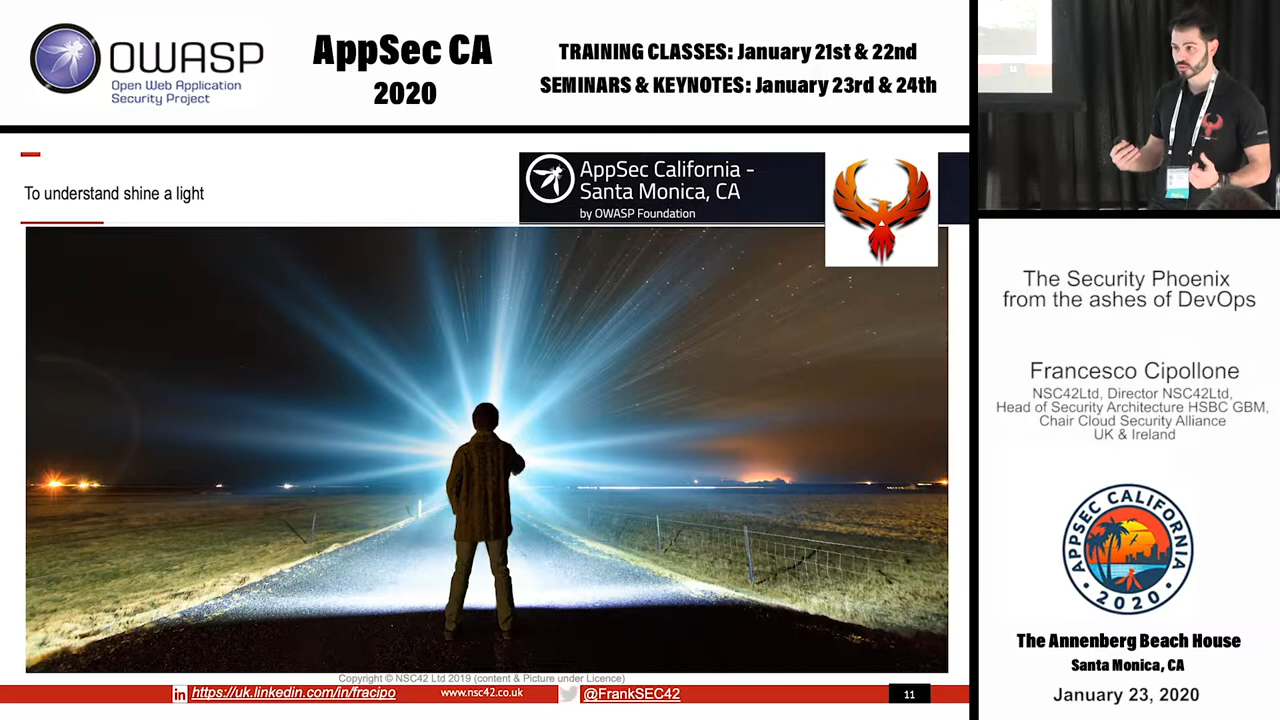 OWASP
Open Web Application
Security Project
AppSec CA
2020
TRAINING CLASSES: January 21st & 22nd
SEMINARS & KEYNOTES: January 23rd & 24th
To understand shine a light
AppSec California -
Santa Monica, CA
by OWASP Foundation
Copyright © NSC42 Ltd 2019 (content & Picture under Licence)
in https://uk.linkedin.com/in/fracipo
www.nsc42.co.uk
@FrankSEC42
11
The Security Phoenix
from the ashes of DevOps
Francesco Cipollone
NSC42Ltd, Director NSC42Ltd,
Head of Security Architecture HSBC GBM,
Chair Cloud Security Alliance
UK & Ireland
APPSEC CALIFORNIA
2020
The Annenberg Beach House
Santa Monica, CA
January 23, 2020